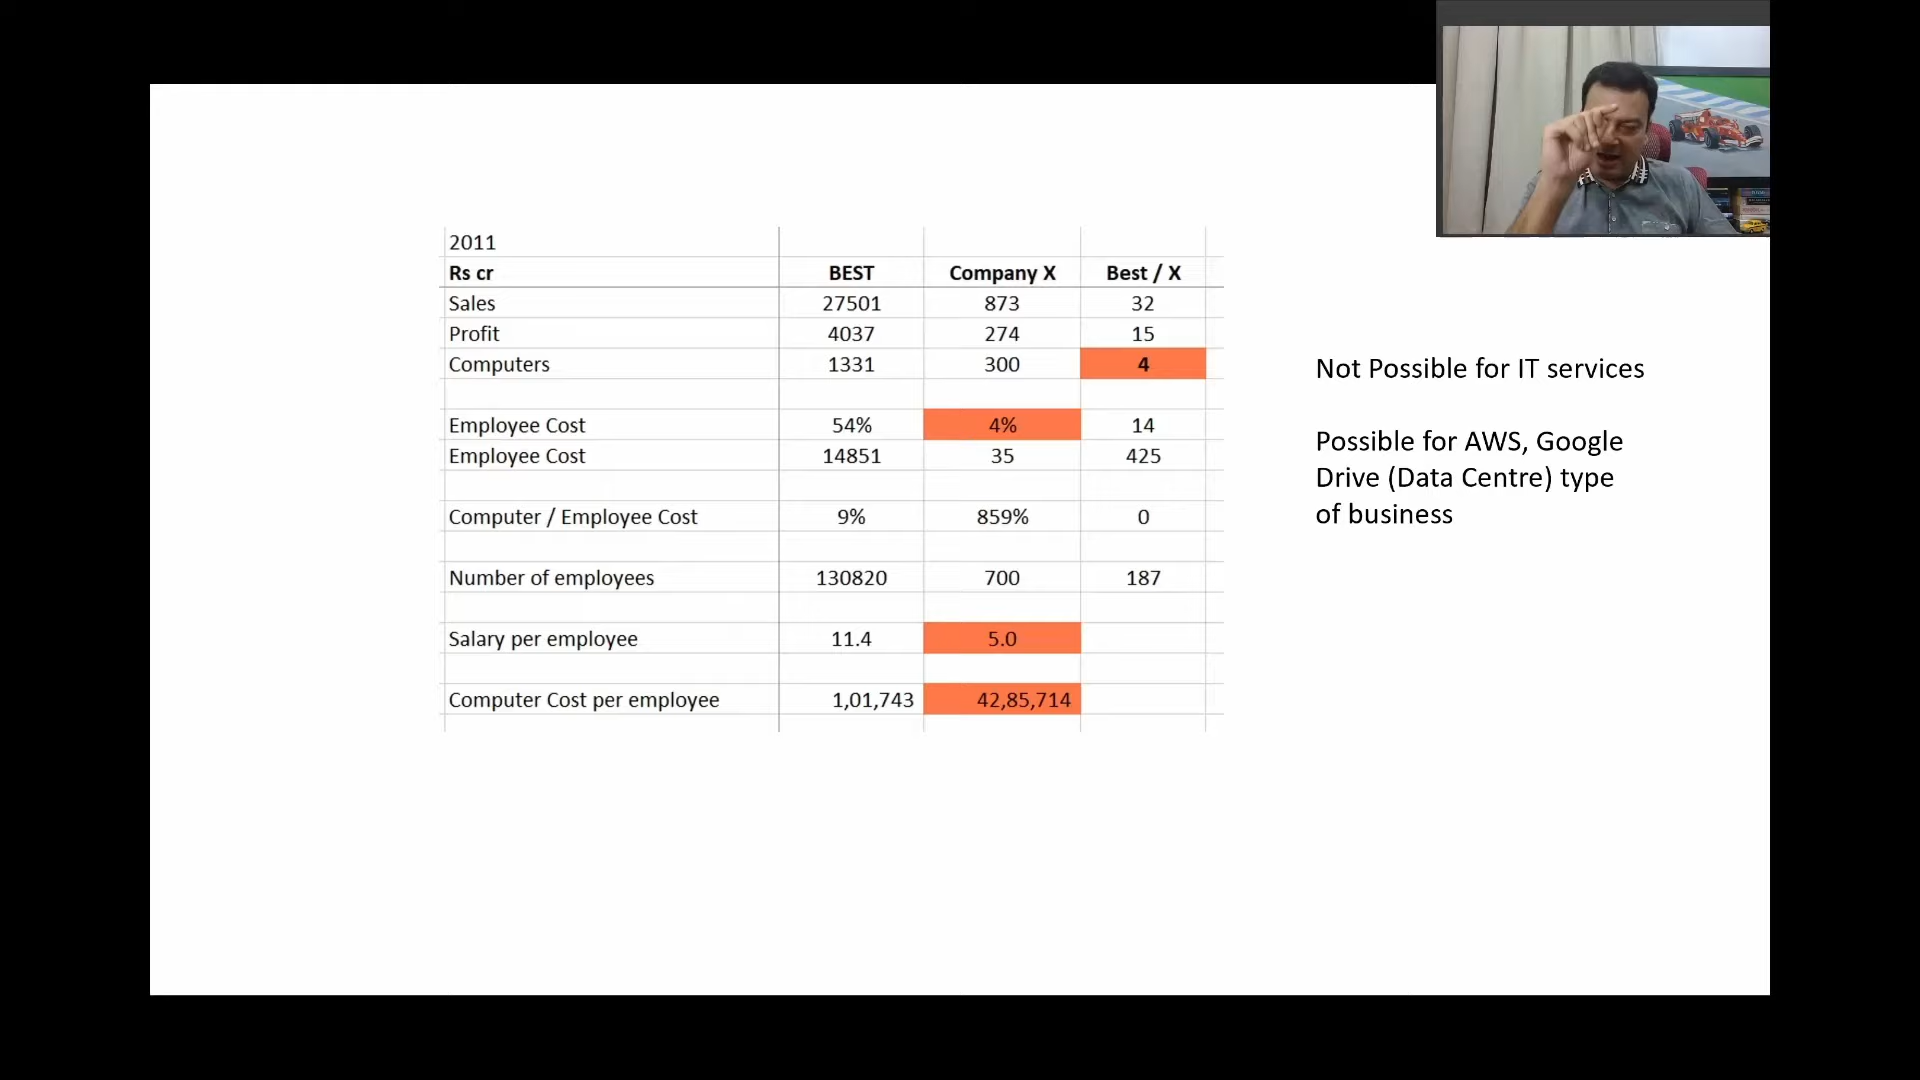 2011
Rs cr BEST Company X Best / X
Sales 27501 873 32
Profit 4037 274 15
Computers 1331 300 4
Employee Cost 54% 4% 14
Employee Cost 14851 35 425
Computer / Employee Cost 9% 859% 0
Number of employees 130820 700 187
Salary per employee 11.4 5.0
Computer Cost per employee 1,01,743 42,85,714
Not Possible for IT services
Possible for AWS, Google
Drive (Data Centre) type
of business